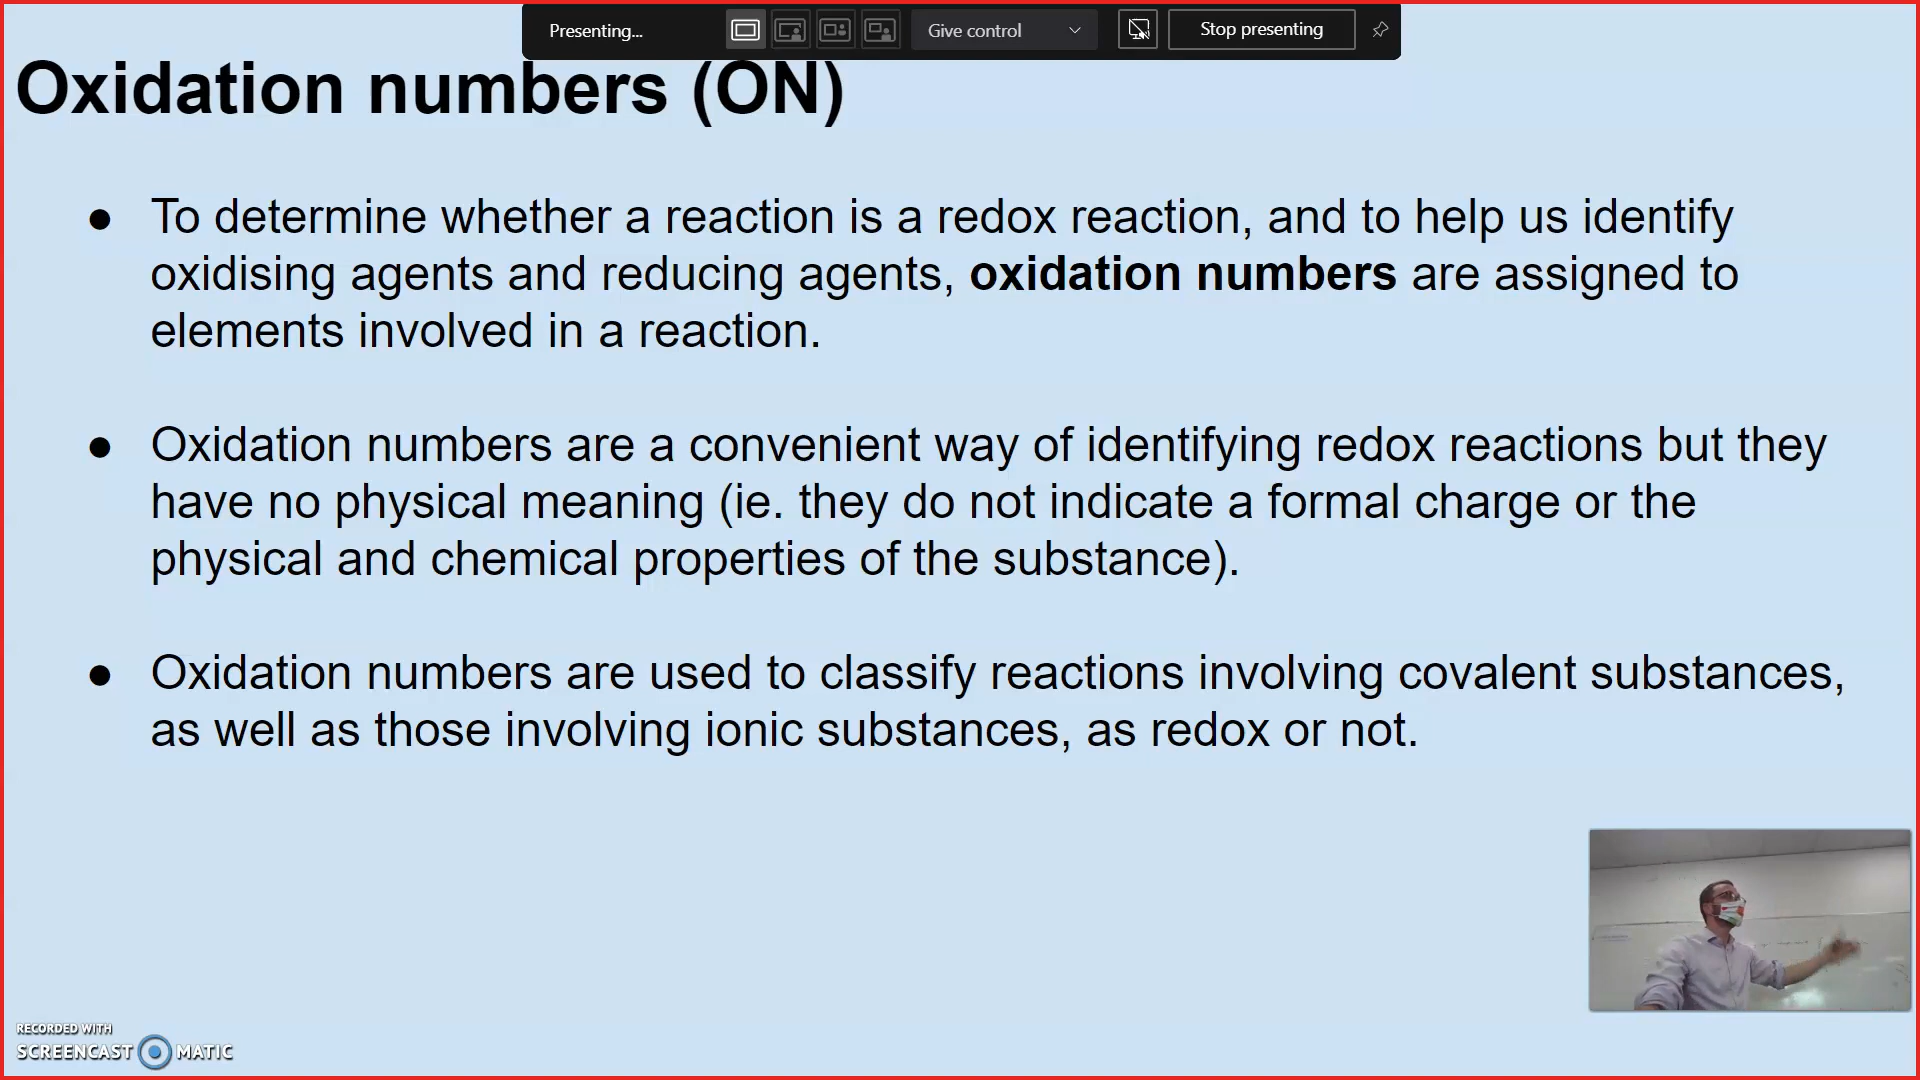 Presenting...
Give control
Stop presenting
Oxidation numbers (ON)
● To determine whether a reaction is a redox reaction, and to help us identify
oxidising agents and reducing agents, oxidation numbers are assigned to
elements involved in a reaction.
● Oxidation numbers are a convenient way of identifying redox reactions but they
have no physical meaning (ie. they do not indicate a formal charge or the
physical and chemical properties of the substance).
● Oxidation numbers are used to classify reactions involving covalent substances,
as well as those involving ionic substances, as redox or not.
RECORDED WITH
SCREENCAST MATIC